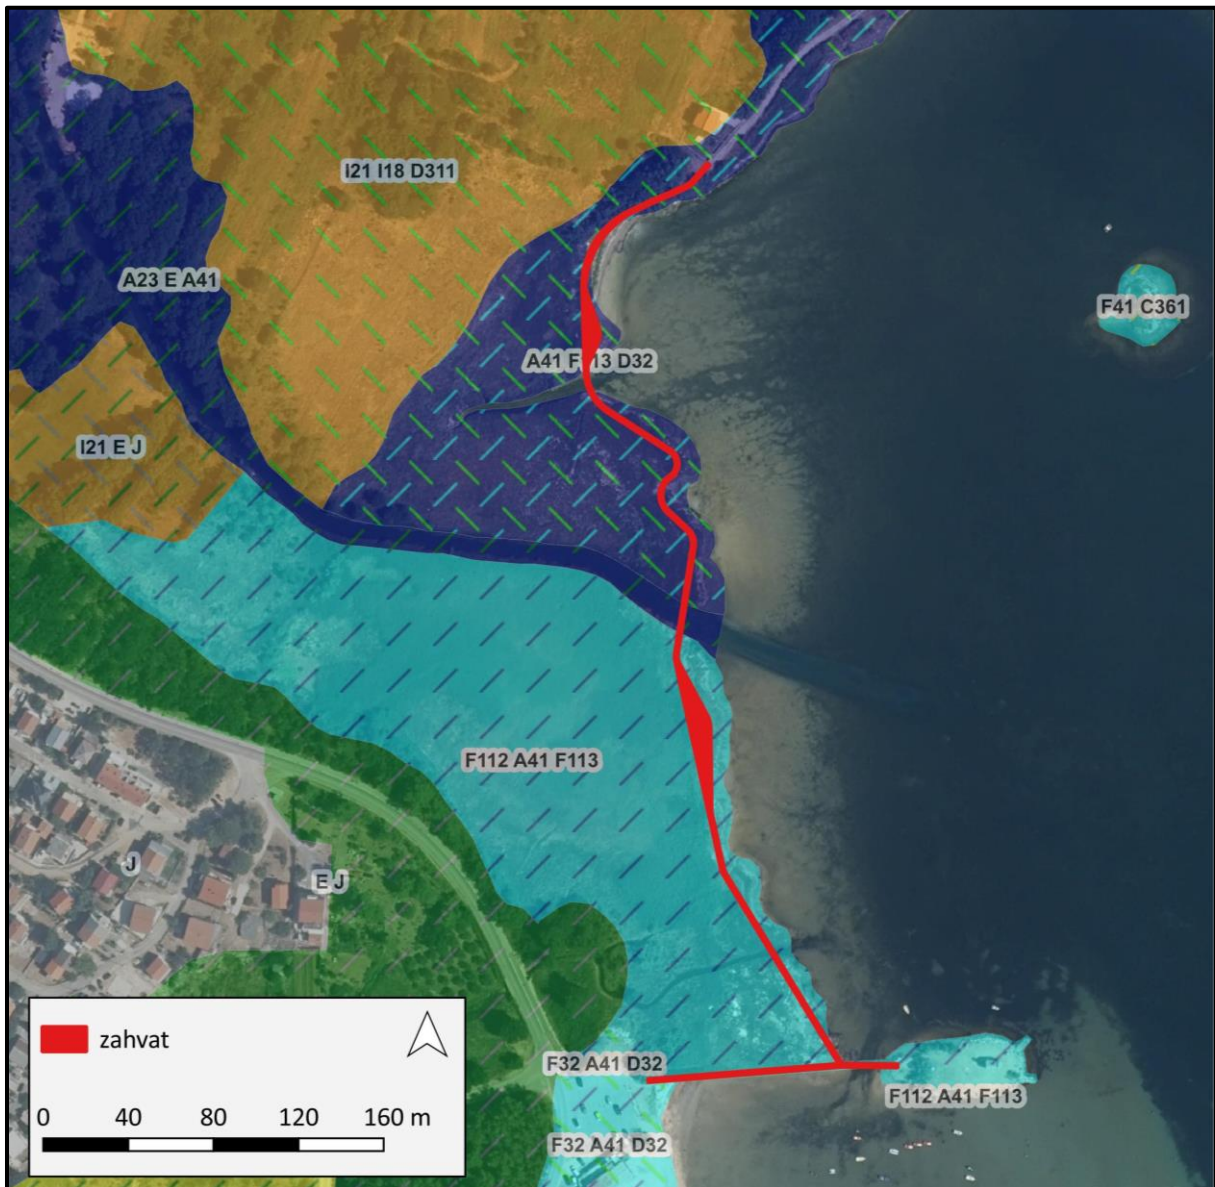 I21 I18 D311
A23 E A41
F41 C361
A41 F113 D32
I21 E J
F112 A41 F113
J
E J
F32 A41 D32
F112 A41 F113
F32 A41 D32
zahvat
0 40 80 120 160 m